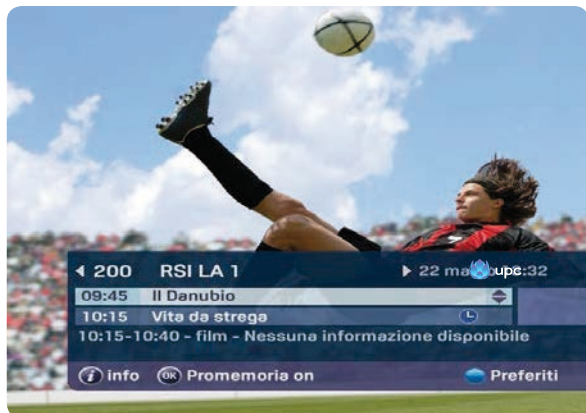 200 RSI LA 1 22 ma upc :32
09:45 Il Danubio
10:15 Vita da strega
10:15-10:40 - film - Nessuna informazione disponibile
i info OK Promemoria on Preferiti